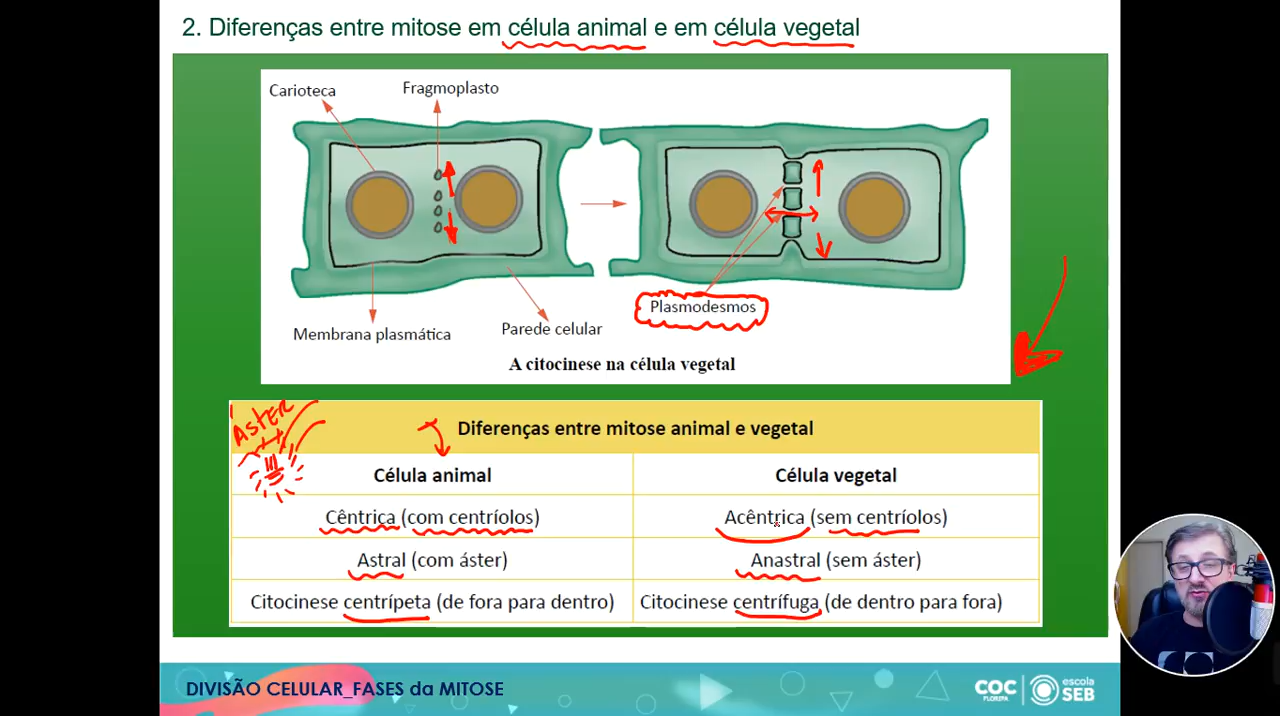 2. Diferenças entre mitose em célula animal e em célula vegetal
Carioteca
Fragmoplasto
Plasmodesmos
Membrana plasmática
Parede celular
A citocinese na célula vegetal
ÁSTER
Diferenças entre mitose animal e vegetal
Célula animal
Célula vegetal
Cêntrica (com centríolos)
Acêntrica (sem centríolos)
Astral (com áster)
Anastral (sem áster)
Citocinese centrípeta (de fora para dentro)
Citocinese centrífuga (de dentro para fora)
DIVISÃO CELULAR_FASES da MITOSE
COC
FLORIPA
escola
SEB